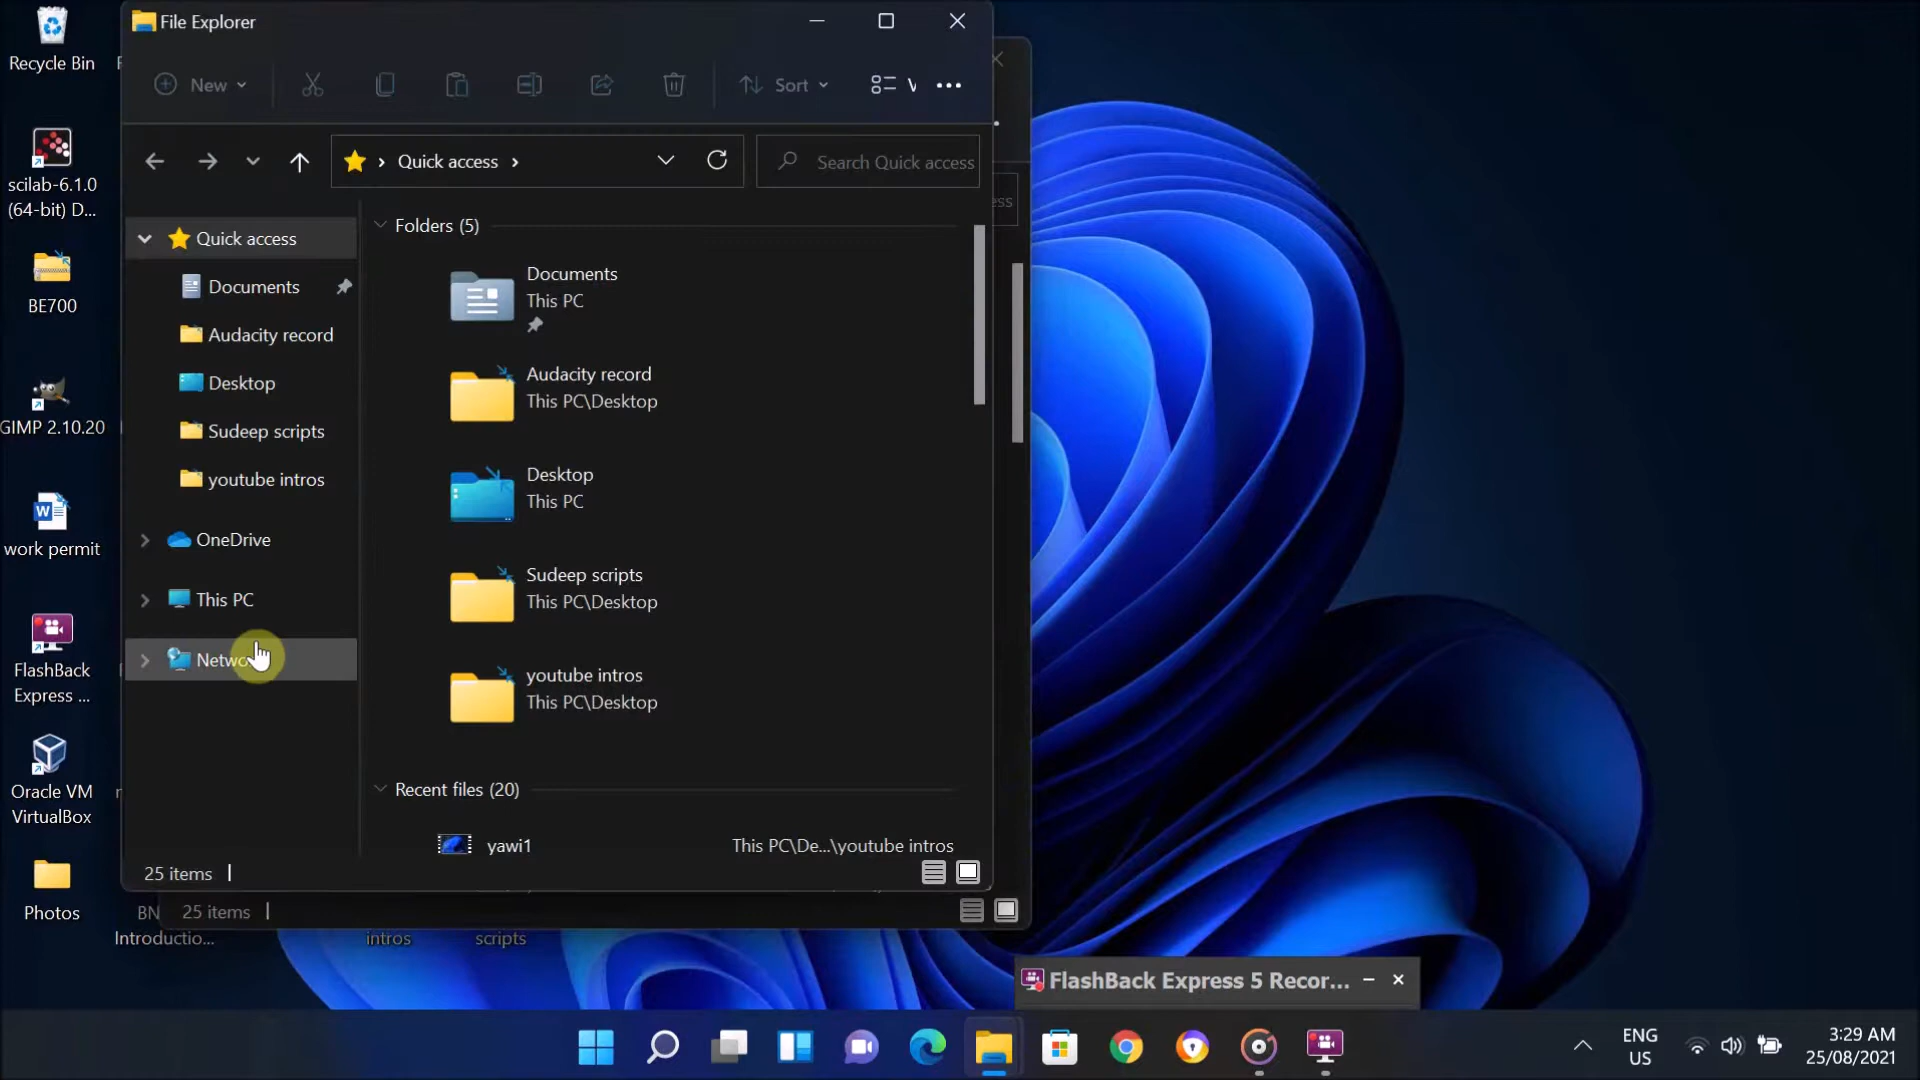 Recycle Bin
scilab-6.1.0
(64-bit) D...
BE700
GIMP 2.10.20
work permit
FlashBack
Express ...
Oracle VM
VirtualBox
Photos
File Explorer
New
Sort
Quick access
Search Quick access
Quick access
Documents
Audacity record
Desktop
Sudeep scripts
youtube intros
OneDrive
This PC
Folders (5)
Documents
This PC
Audacity record
This PC\Desktop
Desktop
This PC
Sudeep scripts
This PC\Desktop
youtube intros
This PC\Desktop
Recent files (20)
yawi1
This PC\De...\youtube intros
25 items
BN
25 items
Introductio...
intros
scripts
FlashBack Express 5 Recor...
ENG
US
3:29 AM
25/08/2021